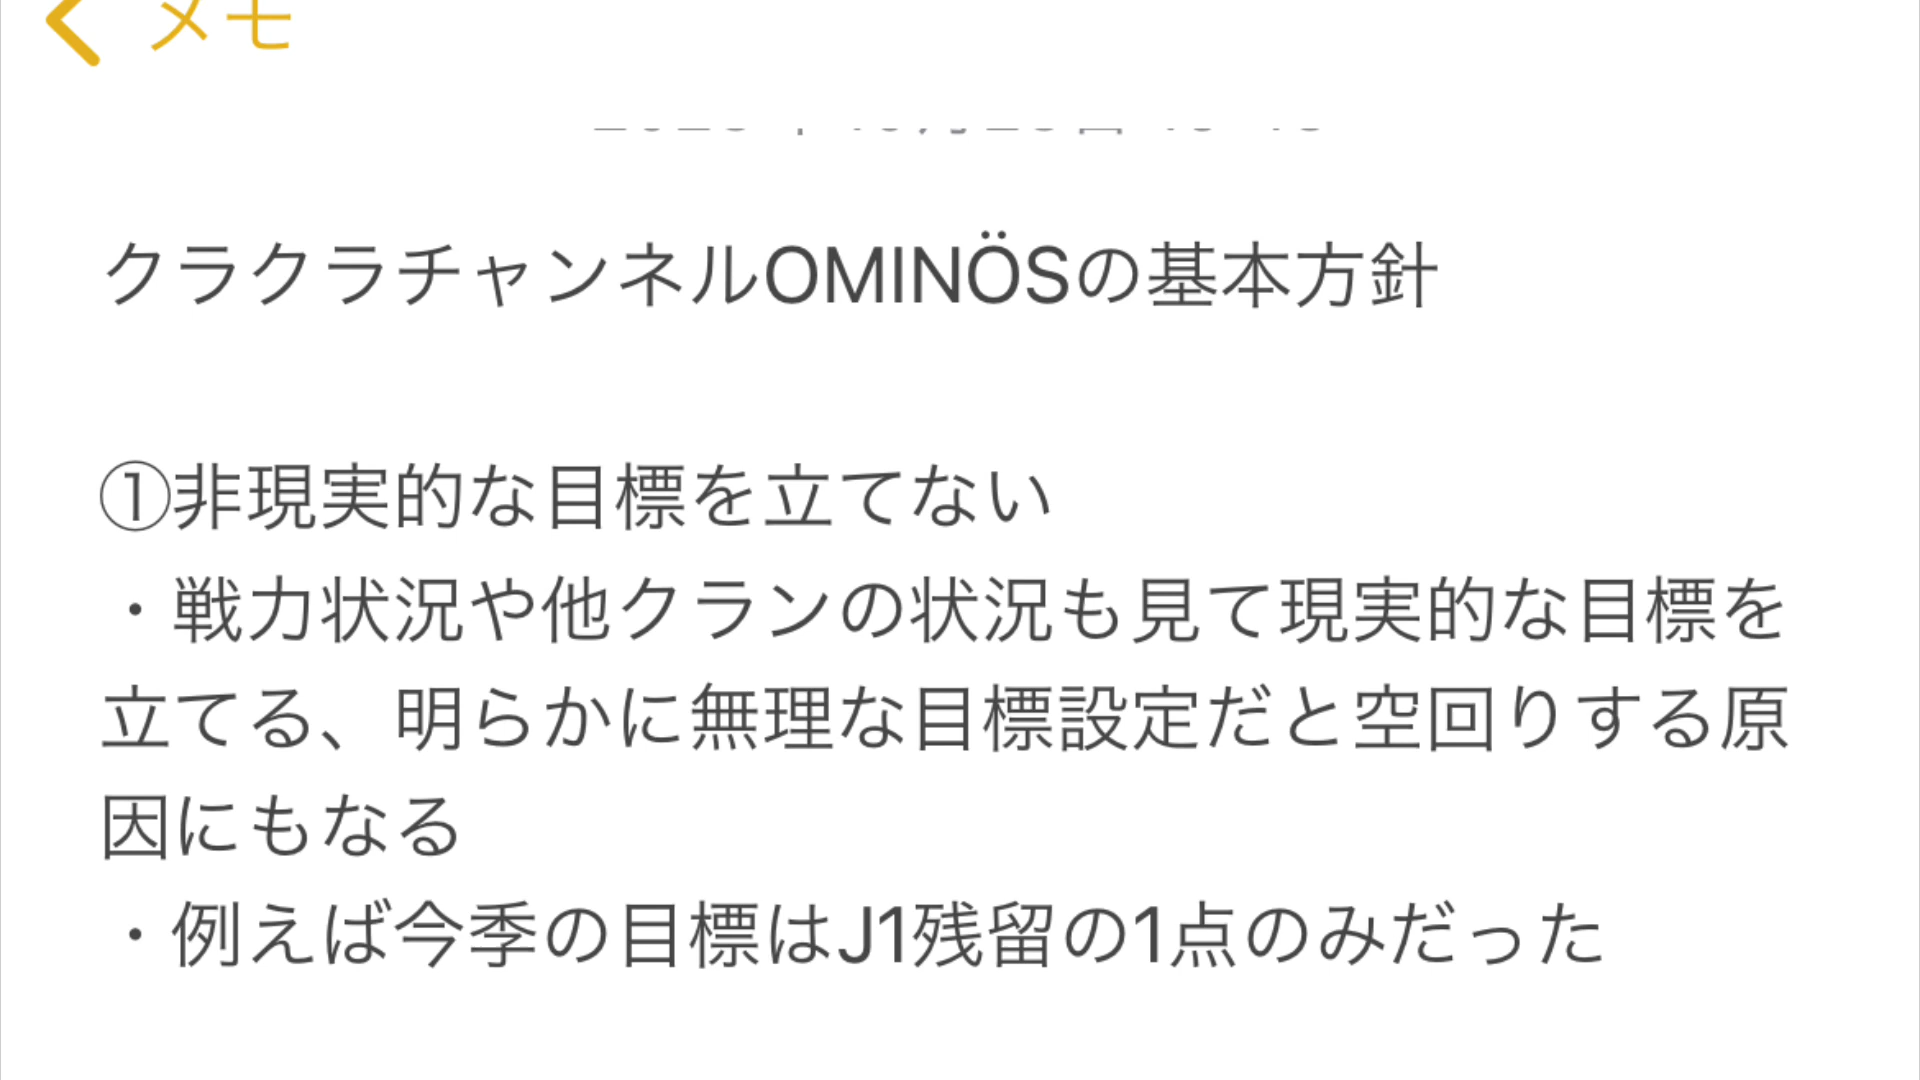 メモ
クラクラチャンネルOMINÖSの基本方針
①非現実的な目標を立てない
・戦力状況や他クランの状況も見て現実的な目標を
立てる、明らかに無理な目標設定だと空回りする原
因にもなる
・例えば今季の目標はJ1残留の1点のみだった